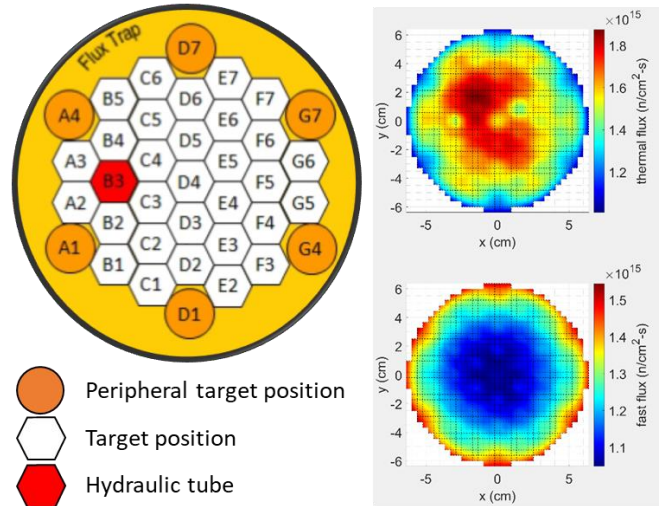 Flux Trap
D7
C6
E7
B5
D6
F7
A4
C5
E6
G7
B4
D5
F6
A3
C4
E5
G6
B3
D4
F5
A2
C3
E4
G5
B2
D3
F4
A1
C2
E3
G4
B1
D2
F3
C1
E2
D1
Peripheral target position
Target position
Hydraulic tube
×10¹⁵
6
4
2
0
-2
-4
-6
y (cm)
-5 0 5
x (cm)
1.8
1.6
1.4
1.2
thermal flux (n/cm²-s)
×10¹⁵
6
4
2
0
-2
-4
-6
y (cm)
-5 0 5
x (cm)
1.5
1.4
1.3
1.2
1.1
fast flux (n/cm²-s)